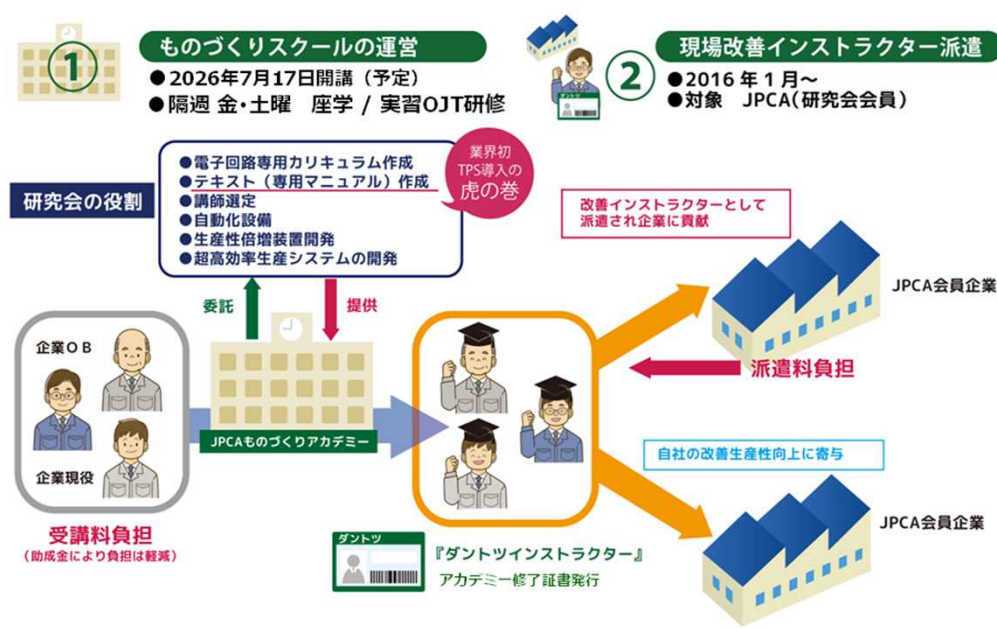 ①
ものづくりスクールの運営
●2026年7月17日開講（予定）
●隔週 金・土曜　座学 / 実習OJT研修
ダントツ
②
現場改善インストラクター派遣
●2016年1月～
●対象　JPCA（研究会会員）
研究会の役割
●電子回路専用カリキュラム作成
●テキスト（専用マニュアル）作成
●講師選定
●自動化設備
●生産性倍増装置開発
●超高効率生産システムの開発
業界初
TPS導入の
虎の巻
改善インストラクターとして
派遣され企業に貢献
JPCA会員企業
委託
提供
企業ＯＢ
企業現役
JPCAものづくりアカデミー
派遣料負担
自社の改善生産性向上に寄与
JPCA会員企業
受講料負担
（助成金により負担は軽減）
ダントツ
『ダントツインストラクター』
アカデミー修了証書発行